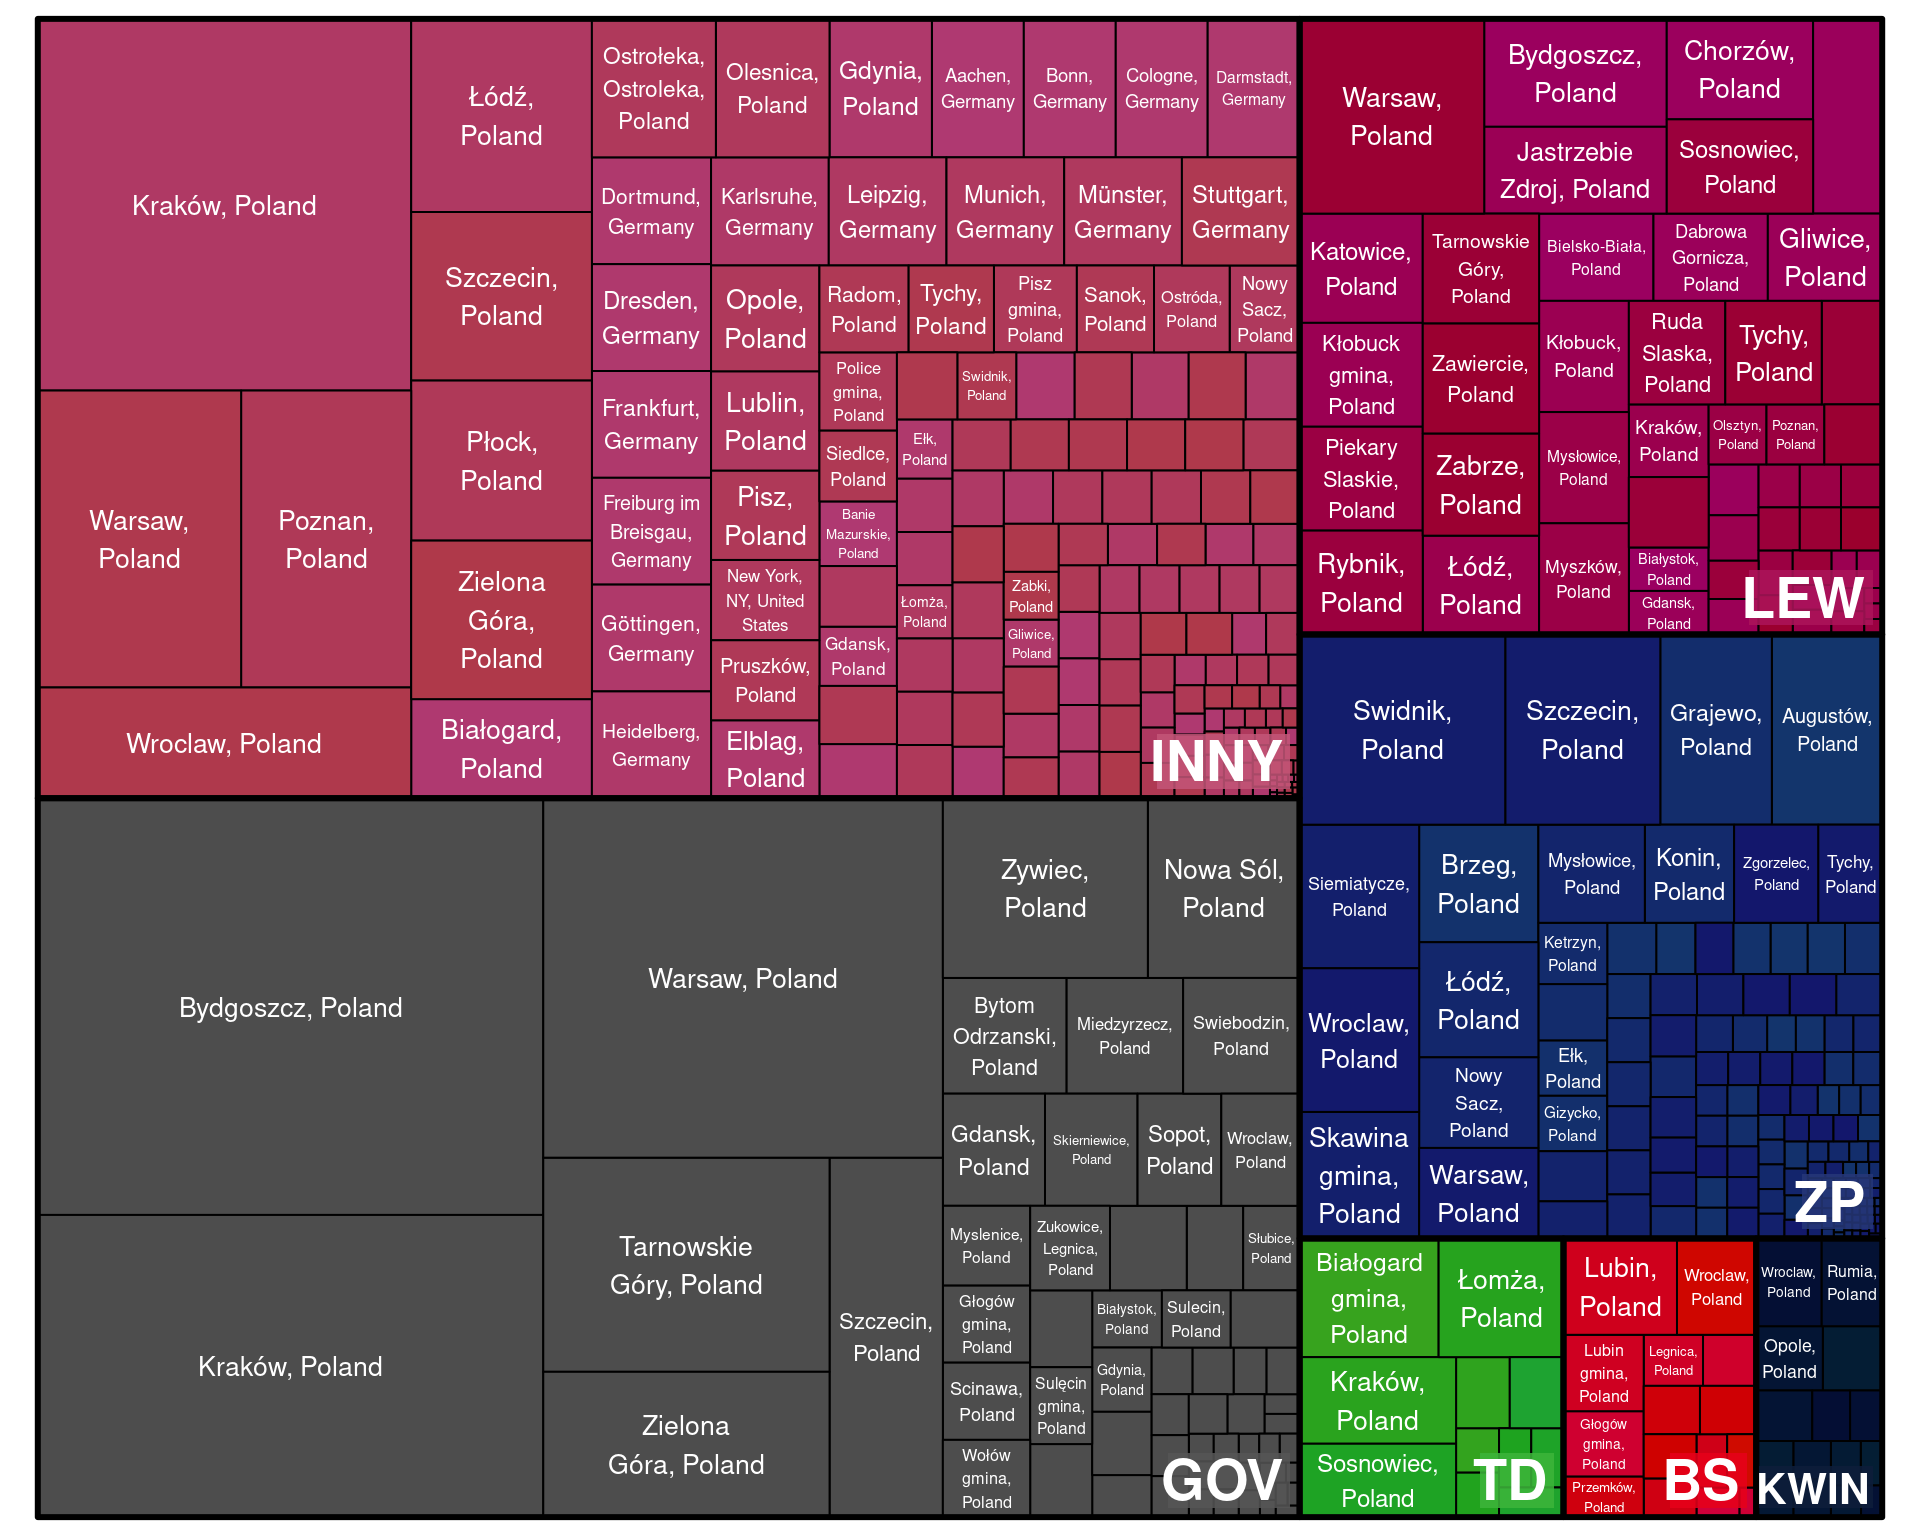 Kraków, Poland
Warsaw,
Poland
Poznan,
Poland
Wroclaw, Poland
Łódź,
Poland
Szczecin,
Poland
Płock,
Poland
Zielona
Góra,
Poland
Białogard,
Poland
Ostrołeka,
Ostroleka,
Poland
Olesnica,
Poland
Gdynia,
Poland
Aachen,
Germany
Bonn,
Germany
Cologne,
Germany
Darmstadt,
Germany
Dortmund,
Germany
Karlsruhe,
Germany
Leipzig,
Germany
Munich,
Germany
Münster,
Germany
Stuttgart,
Germany
Dresden,
Germany
Frankfurt,
Germany
Freiburg im
Breisgau,
Germany
Göttingen,
Germany
Heidelberg,
Germany
Opole,
Poland
Lublin,
Poland
Pisz,
Poland
New York,
NY, United
States
Pruszków,
Poland
Elblag,
Poland
Radom,
Poland
Tychy,
Poland
Pisz
gmina,
Poland
Sanok,
Poland
Ostróda,
Poland
Nowy
Sacz,
Poland
Police
gmina,
Poland
Siedlce,
Poland
Banie
Mazurskie,
Poland
Gdansk,
Poland
Swidnik,
Poland
Ełk,
Poland
Łomża,
Poland
Zabki,
Poland
Gliwice,
Poland
INNY
Warsaw,
Poland
Bydgoszcz,
Poland
Jastrzebie
Zdroj, Poland
Chorzów,
Poland
Sosnowiec,
Poland
Katowice,
Poland
Kłobuck
gmina,
Poland
Piekary
Slaskie,
Poland
Rybnik,
Poland
Tarnowskie
Góry,
Poland
Zawiercie,
Poland
Zabrze,
Poland
Łódź,
Poland
Bielsko-Biała,
Poland
Dabrowa
Gornicza,
Poland
Gliwice,
Poland
Kłobuck,
Poland
Mysłowice,
Poland
Myszków,
Poland
Ruda
Slaska,
Poland
Tychy,
Poland
Kraków,
Poland
Olsztyn,
Poland
Poznan,
Poland
Białystok,
Poland
Gdansk,
Poland
LEW
Bydgoszcz, Poland
Kraków, Poland
Warsaw, Poland
Tarnowskie
Góry, Poland
Zielona
Góra, Poland
Szczecin,
Poland
Zywiec,
Poland
Nowa Sól,
Poland
Bytom
Odrzanski,
Poland
Miedzyrzecz,
Poland
Swiebodzin,
Poland
Gdansk,
Poland
Skierniewice,
Poland
Sopot,
Poland
Wroclaw,
Poland
Myslenice,
Poland
Głogów
gmina,
Poland
Scinawa,
Poland
Wołów
gmina,
Poland
Zukowice,
Legnica,
Poland
Słubice,
Poland
Białystok,
Poland
Sulecin,
Poland
Sulęcin
gmina,
Poland
Gdynia,
Poland
GOV
Swidnik,
Poland
Szczecin,
Poland
Grajewo,
Poland
Augustów,
Poland
Siemiatycze,
Poland
Wroclaw,
Poland
Skawina
gmina,
Poland
Brzeg,
Poland
Łódź,
Poland
Nowy
Sacz,
Poland
Warsaw,
Poland
Mysłowice,
Poland
Konin,
Poland
Zgorzelec,
Poland
Tychy,
Poland
Ketrzyn,
Poland
Ełk,
Poland
Gizycko,
Poland
ZP
Białogard
gmina,
Poland
Łomża,
Poland
Kraków,
Poland
Sosnowiec,
Poland
TD
Lubin,
Poland
Wroclaw,
Poland
Lubin
gmina,
Poland
Legnica,
Poland
Głogów
gmina,
Poland
Przemków,
Poland
BS
Wroclaw,
Poland
Rumia,
Poland
Opole,
Poland
KWIN